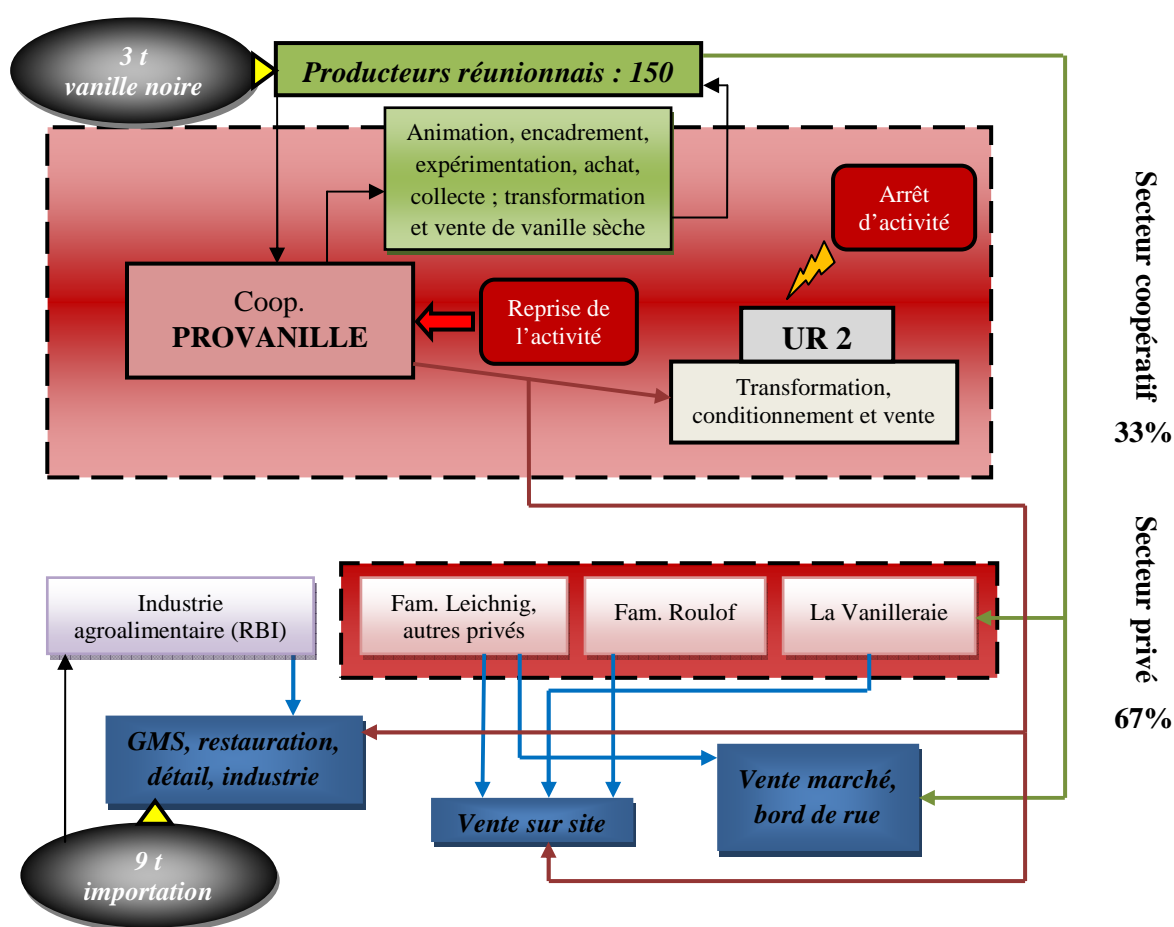 3 t
vanille noire
Producteurs réunionnais : 150
Animation, encadrement,
expérimentation, achat,
collecte ; transformation
et vente de vanille sèche
Arrêt
d’activité
Coop.
PROVANILLE
Reprise de
l’activité
UR 2
Transformation,
conditionnement et vente
Secteur coopératif
33%
Secteur privé
67%
Industrie
agroalimentaire (RBI)
Fam. Leichnig,
autres privés
Fam. Roulof
La Vanilleraie
GMS, restauration,
détail, industrie
Vente sur site
Vente marché,
bord de rue
9 t
importation